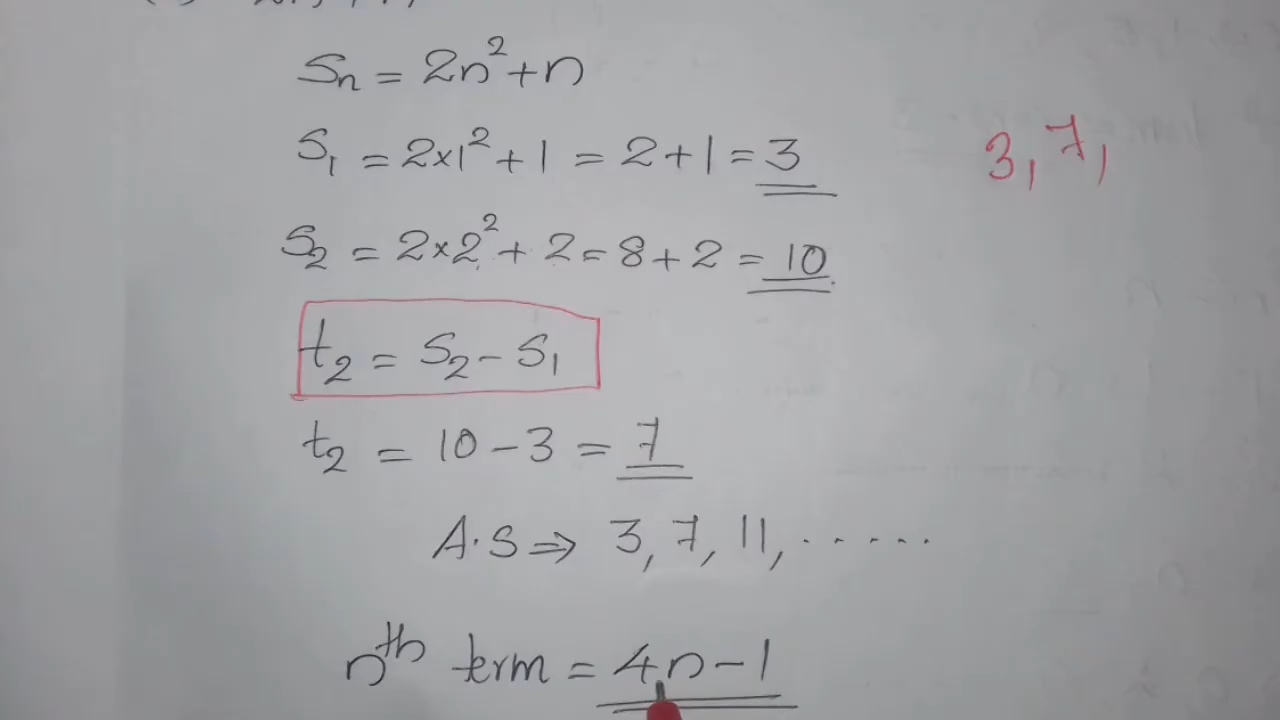 Sn = 2n² + n
S₁ = 2×1² + 1 = 2 + 1 = 3
3, 7,
S₂ = 2×2² + 2 = 8 + 2 = 10
t₂ = S₂ − S₁
t₂ = 10 − 3 = 7
A.S ⇒ 3, 7, 11, ......
nth term = 4n − 1